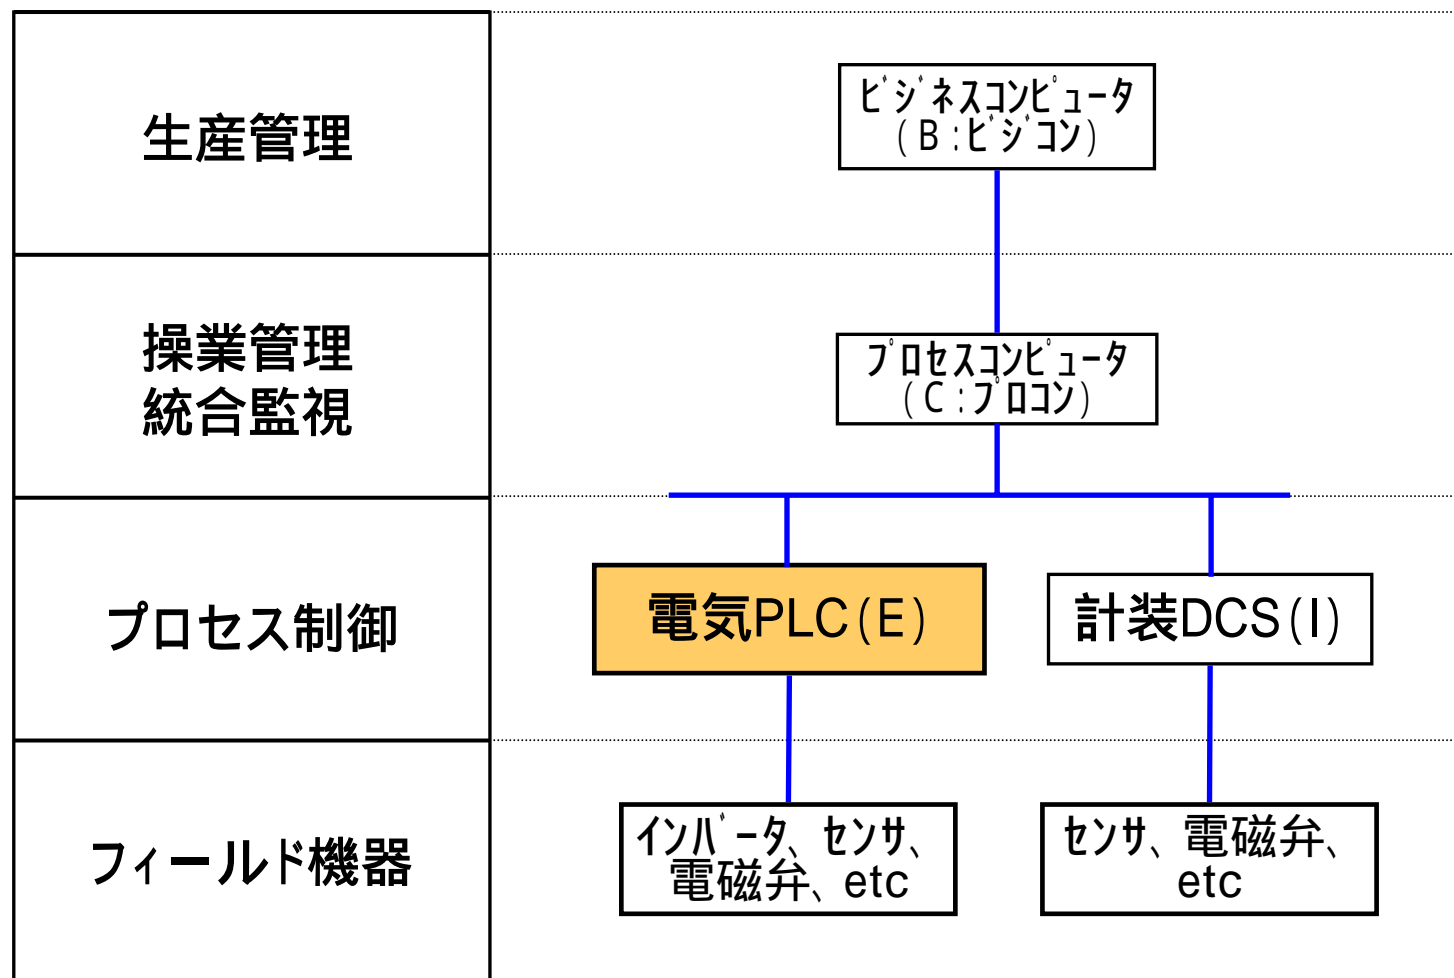 生産管理
ﾋﾞｼﾞﾈｽｺﾝﾋﾟｭｰﾀ
(B:ﾋﾞｼﾞｺﾝ)
操業管理
統合監視
ﾌﾟﾛｾｽｺﾝﾋﾟｭｰﾀ
(C:ﾌﾟﾛｺﾝ)
プロセス制御
電気PLC(E)
計装DCS(I)
フィールド機器
ｲﾝﾊﾞｰﾀ、ｾﾝｻ、
電磁弁、etc
ｾﾝｻ、電磁弁、
etc